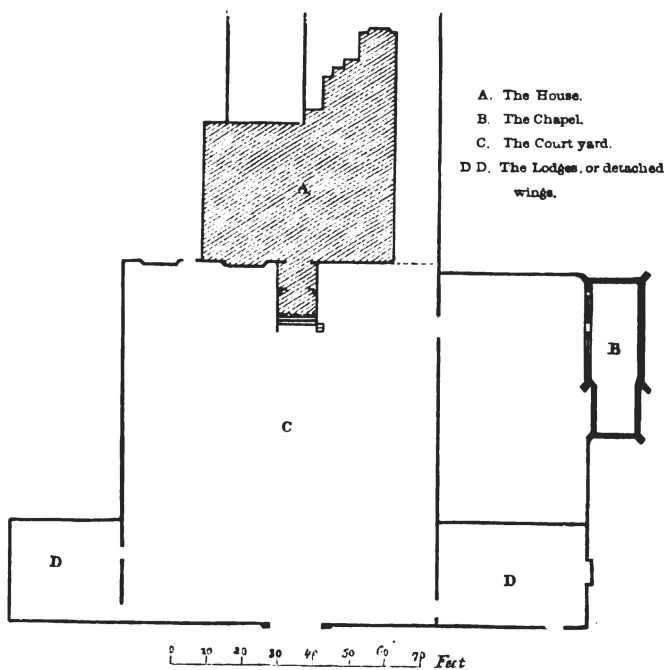 A. The House.
B. The Chapel.
C. The Court yard.
D D. The Lodges, or detached
wings.
A
B
C
D
D
0 10 20 30 40 50 60 70 Feet